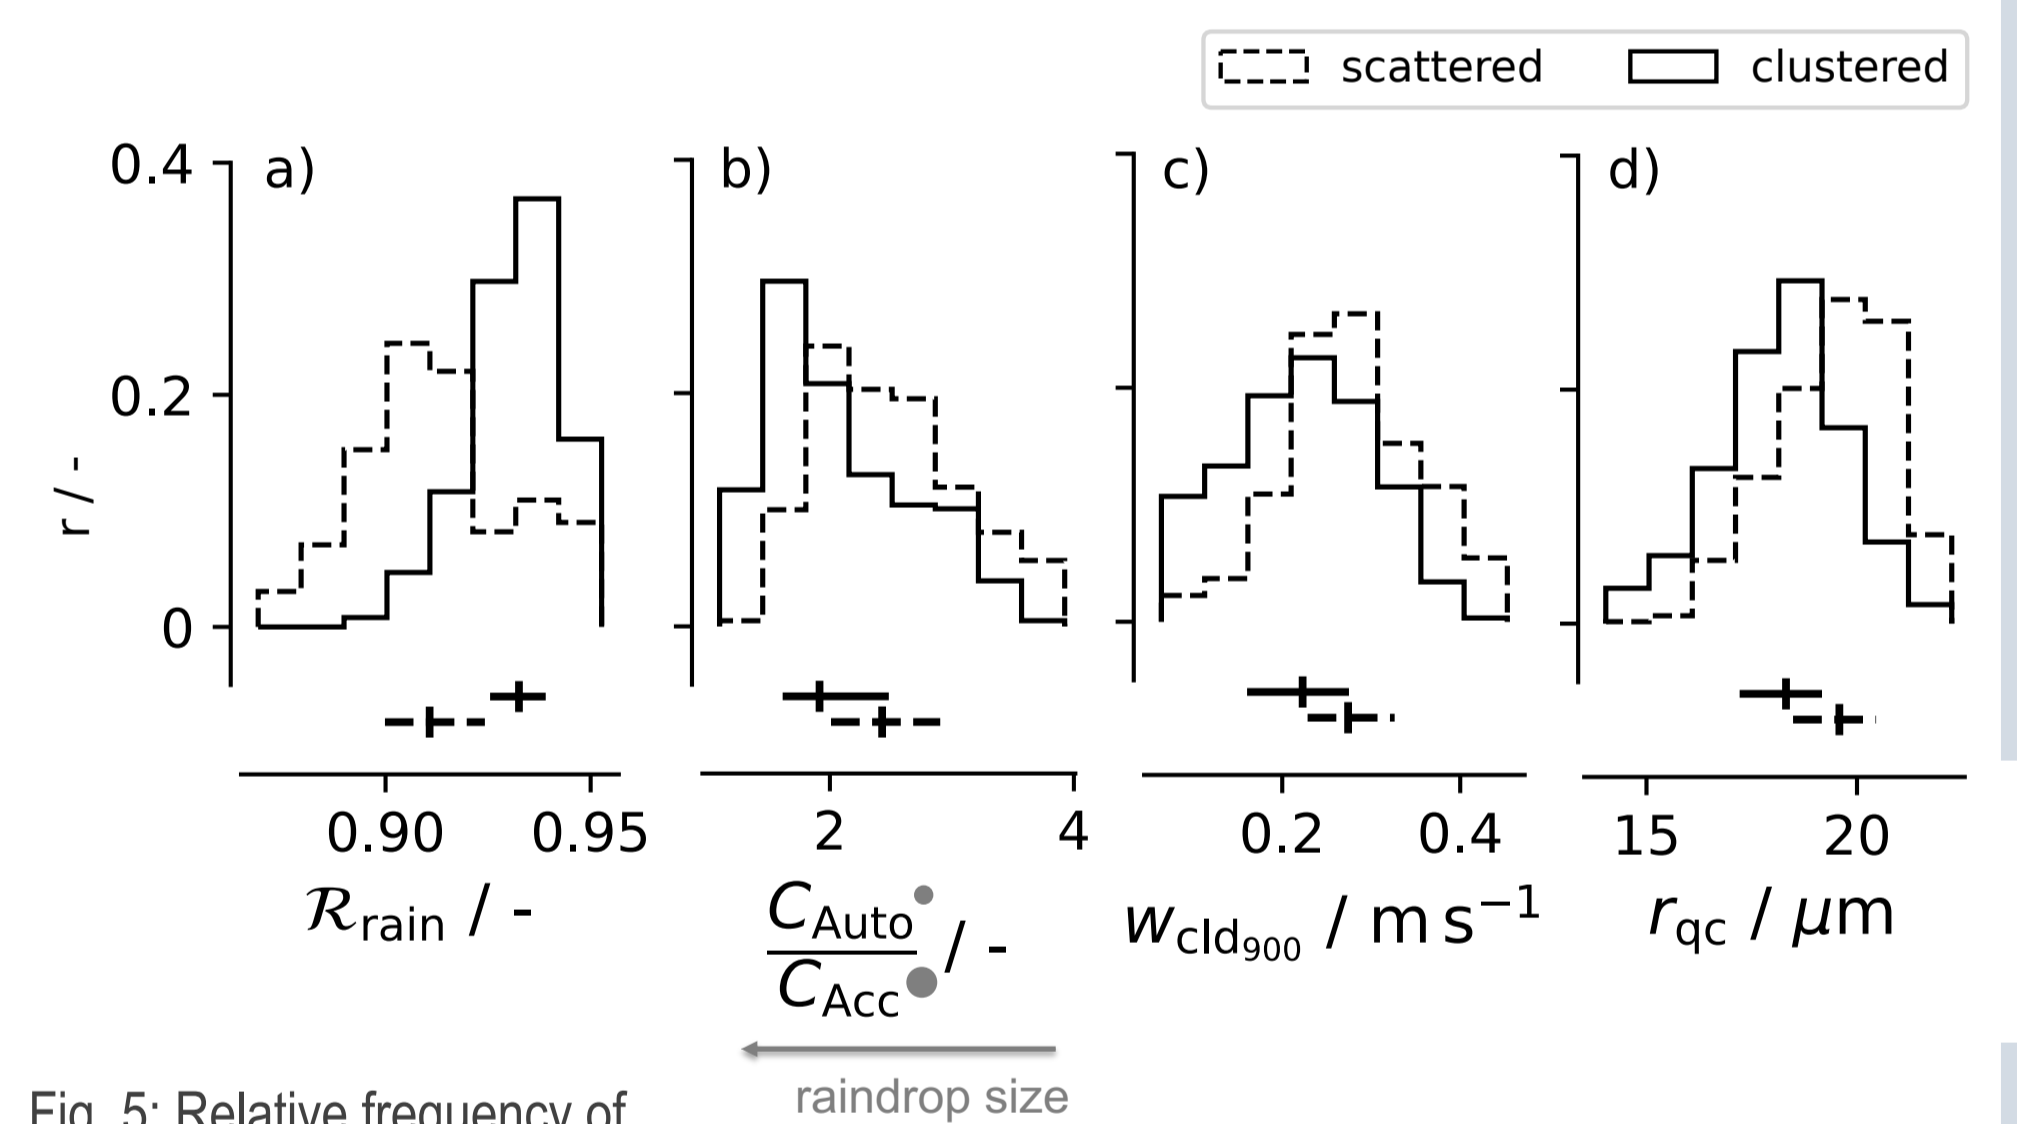 scattered clustered
a) b) c) d)
0.4
0.2
0
r / -
0.90 0.95 2 4 0.2 0.4 15 20
ℛrain / -
CAuto
CAcc / -
wcld900 / m s−1
rqc / μm
raindrop size
Fig. 5: Relative frequency of